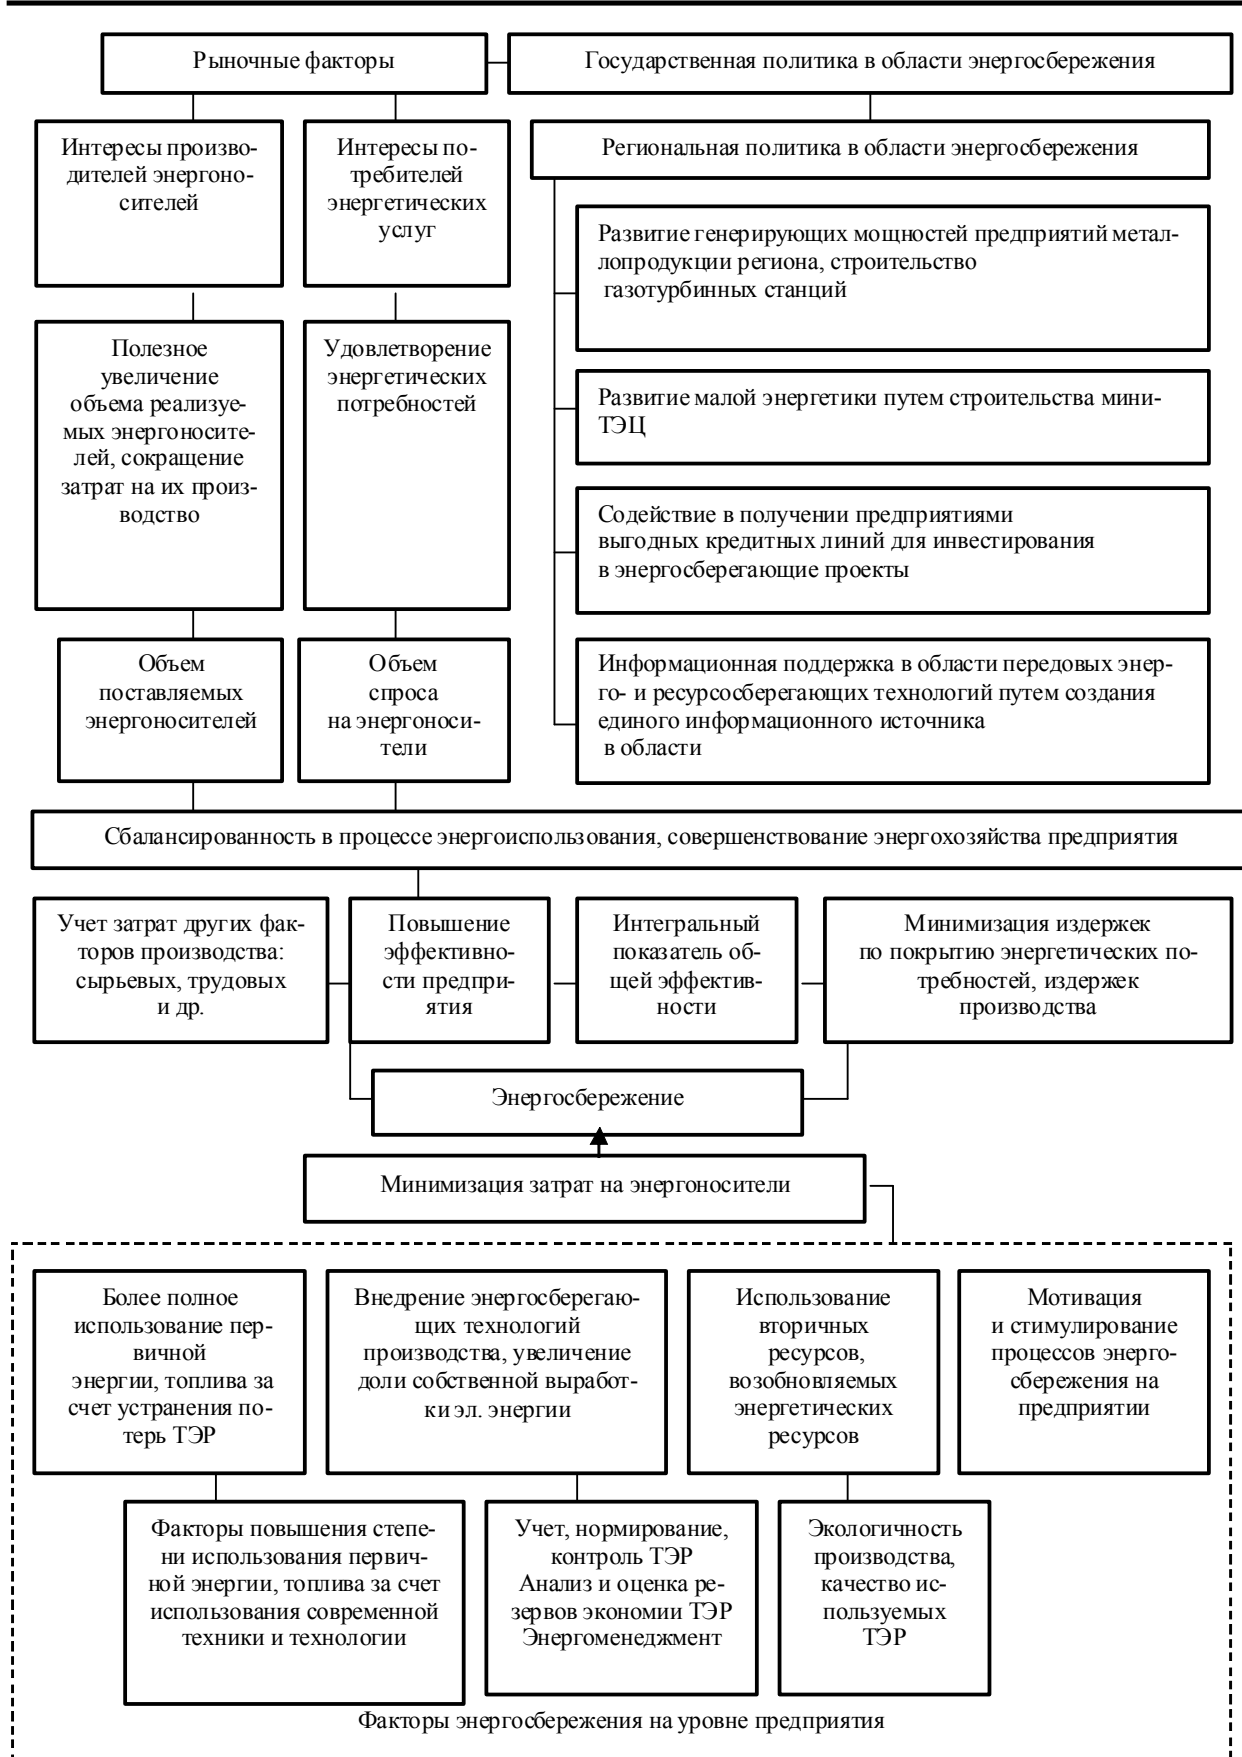 Рыночные факторы
Государственная политика в области энергосбережения
Интересы произво-
дителей энергоно-
сителей
Интересы по-
требителей
энергетических
услуг
Региональная политика в области энергосбережения
Развитие генерирующих мощностей предприятий метал-
лопродукции региона, строительство
газотурбинных станций
Полезное
увеличение
объема реализуе-
мых энергоносите-
лей, сокращение
затрат на их произ-
водство
Удовлетворение
энергетических
потребностей
Развитие малой энергетики путем строительства мини-
ТЭЦ
Содействие в получении предприятиями
выгодных кредитных линий для инвестирования
в энергосберегающие проекты
Объем
поставляемых
энергоносителей
Объем
спроса
на энергоноси-
тели
Информационная поддержка в области передовых энер-
го- и ресурсосберегающих технологий путем создания
единого информационного источника
в области
Сбалансированность в процессе энергоиспользования, совершенствование энергохозяйства предприятия
Учет затрат других фак-
торов производства:
сырьевых, трудовых
и др.
Повышение
эффективно-
сти предпри-
ятия
Интегральный
показатель об-
щей эффектив-
ности
Минимизация издержек
по покрытию энергетических по-
требностей, издержек
производства
Энергосбережение
Минимизация затрат на энергоносители
Более полное
использование пер-
вичной
энергии, топлива за
счет устранения по-
терь ТЭР
Внедрение энергосберегаю-
щих технологий
производства, увеличение
доли собственной выработ-
ки эл. энергии
Использование
вторичных
ресурсов,
возобновляемых
энергетических
ресурсов
Мотивация
и стимулирование
процессов энерго-
сбережения на
предприятии
Факторы повышения степе-
ни использования первич-
ной энергии, топлива за счет
использования современной
техники и технологии
Учет, нормирование,
контроль ТЭР
Анализ и оценка ре-
зервов экономии ТЭР
Энергоменеджмент
Экологичность
производства,
качество ис-
пользуемых
ТЭР
Факторы энергосбережения на уровне предприятия